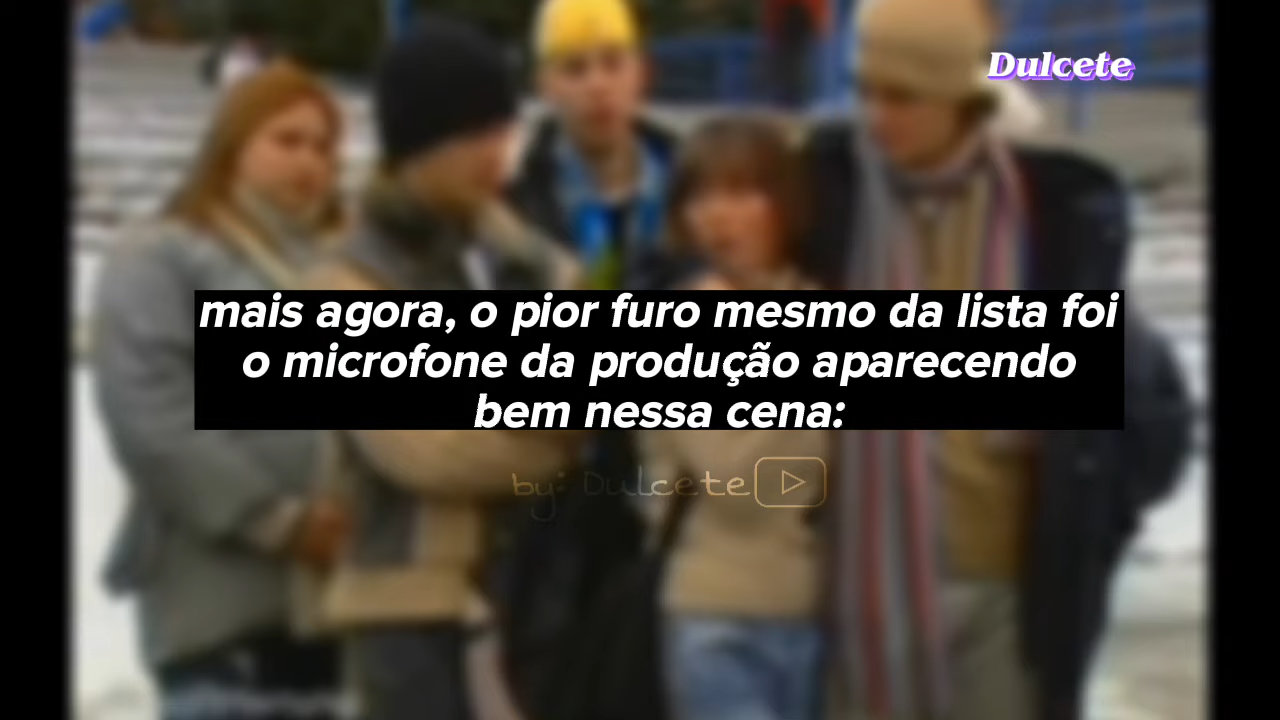 Dulcete
mais agora, o pior furo mesmo da lista foi
o microfone da produção aparecendo
bem nessa cena:
by: Dulcete